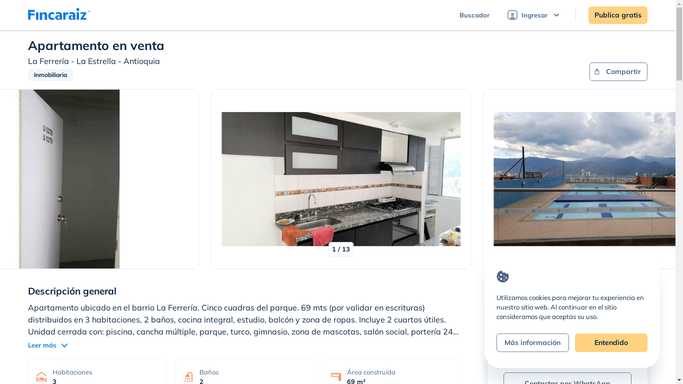 Fincaraiz
Buscador
Ingresar
Publica gratis
Apartamento en venta
La Ferrería - La Estrella - Antioquia
Inmobiliaria
Compartir
1 / 13
Descripción general
Apartamento ubicado en el barrio La Ferrería. Cinco cuadras del parque. 69 mts (por validar en escrituras)
distribuidos en 3 habitaciones, 2 baños, cocina integral, estudio, balcón y zona de ropas. Incluye 2 cuartos útiles.
Unidad cerrada con: piscina, cancha múltiple, parque, turco, gimnasio, zona de mascotas, salón social, portería 24...
Leer más
Habitaciones
3
Baños
2
Área construida
69 m²
Utilizamos cookies para mejorar tu experiencia en
nuestro sitio web. Al continuar en el sitio
consideramos que aceptas su uso.
Más información
Entendido
Contactar por WhatsApp